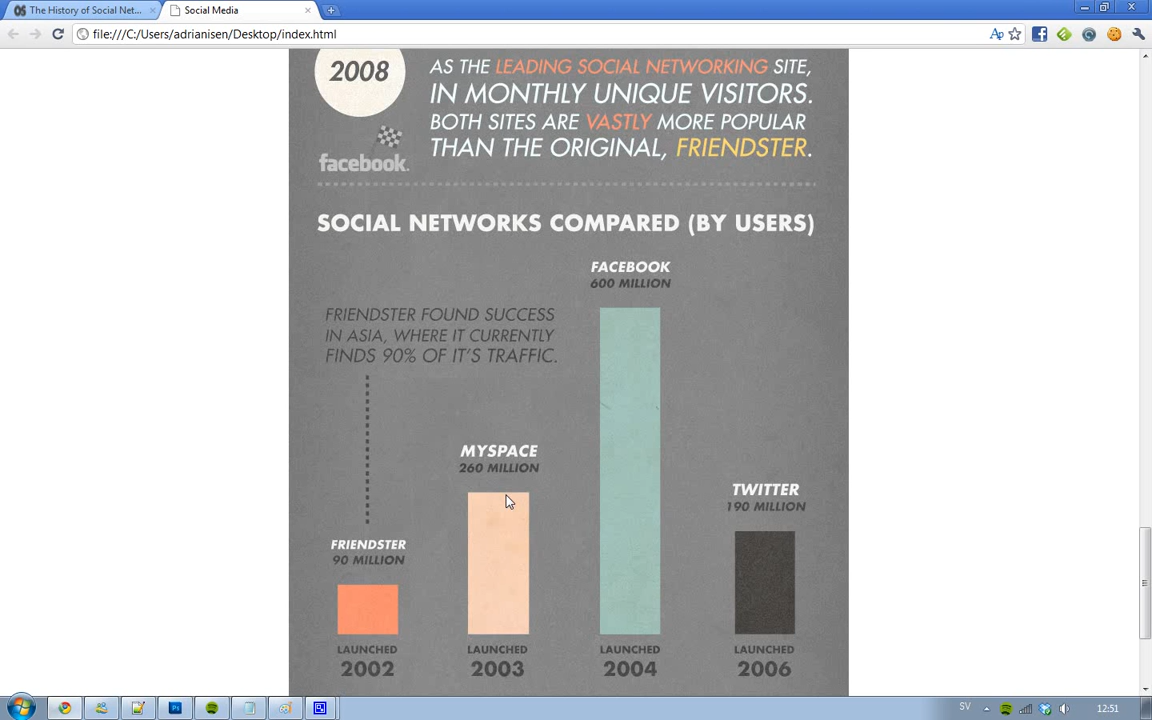 The History of Social Net...
Social Media
file:///C:/Users/adrianisen/Desktop/index.html
2008
facebook.
AS THE LEADING SOCIAL NETWORKING SITE,
IN MONTHLY UNIQUE VISITORS.
BOTH SITES ARE VASTLY MORE POPULAR
THAN THE ORIGINAL, FRIENDSTER.
SOCIAL NETWORKS COMPARED (BY USERS)
FACEBOOK
600 MILLION
FRIENDSTER FOUND SUCCESS
IN ASIA, WHERE IT CURRENTLY
FINDS 90% OF IT'S TRAFFIC.
MYSPACE
260 MILLION
TWITTER
190 MILLION
FRIENDSTER
90 MILLION
LAUNCHED
2002
LAUNCHED
2003
LAUNCHED
2004
LAUNCHED
2006
SV
12:51